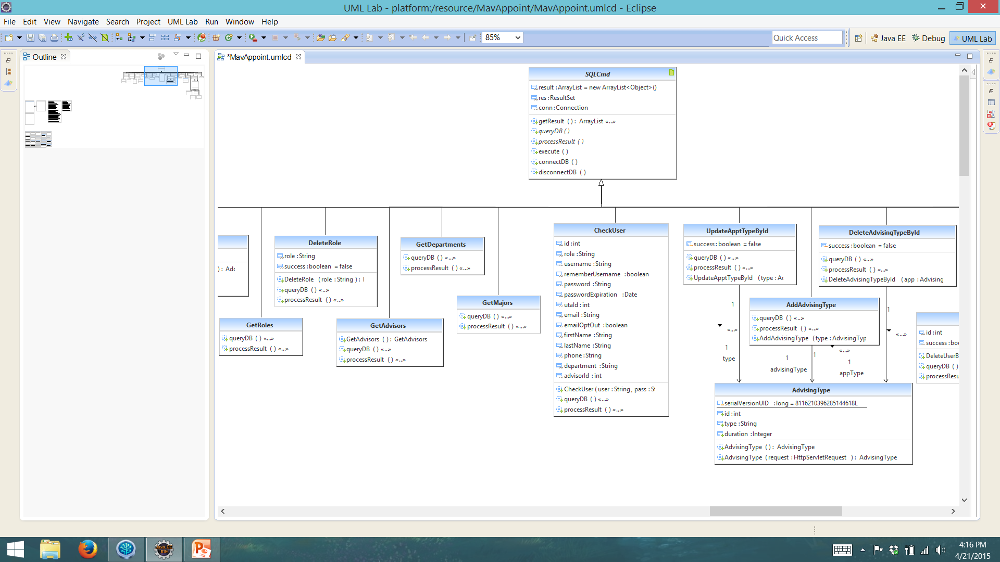 UML Lab - platform:/resource/MavAppoint/MavAppoint.umlcd - Eclipse
File Edit View Navigate Search Project UML Lab Run Window Help
85%
Quick Access
Java EE
Debug
UML Lab
Outline
*MavAppoint.umlcd
SQLCmd
result : ArrayList = new ArrayList<Object>()
res : ResultSet
conn : Connection
getResult ( ) : ArrayList «...»
queryDB ( )
processResult ( )
execute ( )
connectDB ( )
disconnectDB ( )
DeleteRole
role : String
success : boolean = false
DeleteRole ( role : String ) : I
queryDB ( ) «...»
processResult ( ) «...»
GetDepartments
queryDB ( ) «...»
processResult ( ) «...»
GetMajors
queryDB ( ) «...»
processResult ( ) «...»
GetRoles
queryDB ( ) «...»
processResult ( ) «...»
GetAdvisors
GetAdvisors ( ) : GetAdvisors
queryDB ( ) «...»
processResult ( ) «...»
CheckUser
id : int
role : String
username : String
rememberUsername : boolean
password : String
passwordExpiration : Date
utaId : int
email : String
emailOptOut : boolean
firstName : String
lastName : String
phone : String
department : String
advisorId : int
CheckUser ( user : String , pass : St
queryDB ( ) «...»
processResult ( ) «...»
UpdateApptTypeById
success : boolean = false
queryDB ( ) «...»
processResult ( ) «...»
UpdateApptTypeById ( type : Ac
DeleteAdvisingTypeById
success : boolean = false
queryDB ( ) «...»
processResult ( ) «...»
DeleteAdvisingTypeById ( app : Advising
AddAdvisingType
queryDB ( ) «...»
processResult ( ) «...»
AddAdvisingType ( type : AdvisingTyp
1
«...»
1
type
1
advisingType
1
«...»
1
appType
1
«...»
id : int
success : boo
DeleteUserB
queryDB ( )
processResu
) : Adc
AdvisingType
serialVersionUID : long = 8116210396285144618L
id : int
type : String
duration : Integer
AdvisingType ( ) : AdvisingType
AdvisingType ( request : HttpServletRequest ) : AdvisingType
Java EE
IDE
4:16 PM
4/21/2015